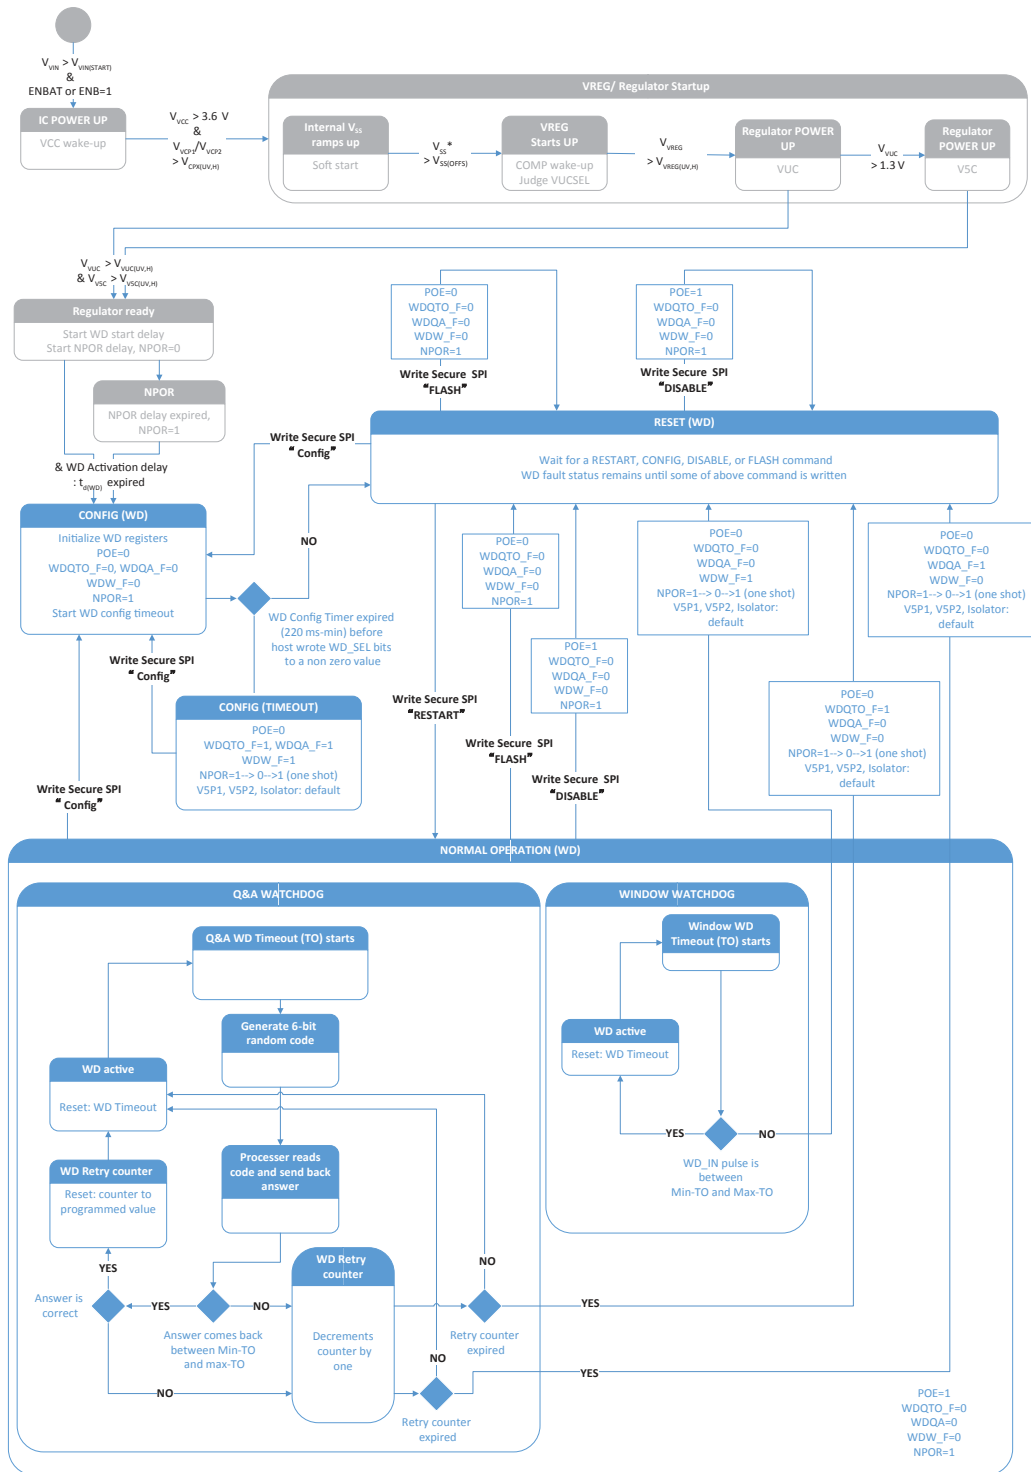 V_VIN > V_VIN(START)
&
ENBAT or ENB=1
IC POWER UP
VCC wake-up
V_VCC > 3.6 V
&
V_VCP1/V_VCP2
> V_CPX(UV,H)
VREG/ Regulator Startup
Internal V_SS
ramps up
Soft start
V_SS*
> V_SS(OFFS)
VREG
Starts UP
COMP wake-up
Judge VUCSEL
V_VREG
> V_VREG(UV,H)
Regulator POWER
UP
VUC
V_VUC
> 1.3 V
Regulator
POWER UP
V5C
V_VUC > V_VUC(UV,H)
& V_V5C > V_V5C(UV,H)
Regulator ready
Start WD start delay
Start NPOR delay, NPOR=0
NPOR
NPOR delay expired,
NPOR=1
& WD Activation delay
: t_d(WD) expired
POE=0
WDQTO_F=0
WDQA_F=0
WDW_F=0
NPOR=1
Write Secure SPI
“FLASH”
POE=1
WDQTO_F=0
WDQA_F=0
WDW_F=0
NPOR=1
Write Secure SPI
“DISABLE”
RESET (WD)
Wait for a RESTART, CONFIG, DISABLE, or FLASH command
WD fault status remains until some of above command is written
Write Secure SPI
“Config”
CONFIG (WD)
Initialize WD registers
POE=0
WDQTO_F=0, WDQA_F=0
WDW_F=0
NPOR=1
Start WD config timeout
NO
WD Config Timer expired
(220 ms-min) before
host wrote WD_SEL bits
to a non zero value
Write Secure SPI
“Config”
CONFIG (TIMEOUT)
POE=0
WDQTO_F=1, WDQA_F=1
WDW_F=1
NPOR=1--> 0-->1 (one shot)
V5P1, V5P2, Isolator: default
Write Secure SPI
“Config”
Write Secure SPI
“RESTART”
POE=0
WDQTO_F=0
WDQA_F=0
WDW_F=0
NPOR=1
Write Secure SPI
“FLASH”
POE=1
WDQTO_F=0
WDQA_F=0
WDW_F=0
NPOR=1
Write Secure SPI
“DISABLE”
POE=0
WDQTO_F=0
WDQA_F=0
WDW_F=1
NPOR=1--> 0-->1 (one shot)
V5P1, V5P2, Isolator:
default
POE=0
WDQTO_F=1
WDQA_F=0
WDW_F=0
NPOR=1--> 0-->1 (one shot)
V5P1, V5P2, Isolator:
default
POE=0
WDQTO_F=0
WDQA_F=1
WDW_F=0
NPOR=1--> 0-->1 (one shot)
V5P1, V5P2, Isolator:
default
NORMAL OPERATION (WD)
Q&A WATCHDOG
Q&A WD Timeout (TO) starts
Generate 6-bit
random code
WD active
Reset: WD Timeout
Processer reads
code and send back
answer
WD Retry counter
Reset: counter to
programmed value
YES
Answer is
correct
YES
Answer comes back
between Min-TO
and max-TO
NO
NO
WD Retry
counter
Decrements
counter by
one
NO
Retry counter
expired
YES
NO
Retry counter
expired
YES
WINDOW WATCHDOG
Window WD
Timeout (TO) starts
WD active
Reset: WD Timeout
YES
NO
WD_IN pulse is
between
Min-TO and Max-TO
POE=1
WDQTO_F=0
WDQA=0
WDW_F=0
NPOR=1